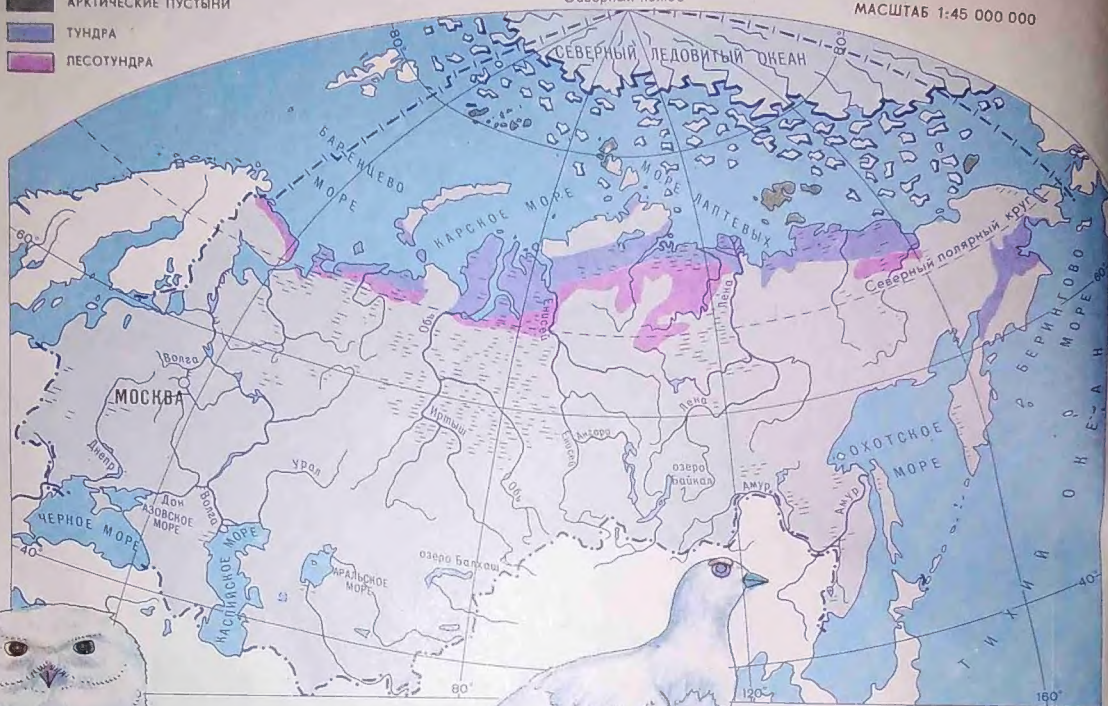 АРКТИЧЕСКИЕ ПУСТЫНИ
ТУНДРА
ЛЕСОТУНДРА
МАСШТАБ 1:45 000 000
80°
80°
СЕВЕРНЫЙ ЛЕДОВИТЫЙ ОКЕАН
БАРЕНЦЕВО
МОРЕ
КАРСКОЕ МОРЕ
МОРЕ
ЛАПТЕВЫХ
Северный полярный круг
60°
60°
БЕРИНГОВО
МОРЕ
Обь
Енисей
Лена
Волга
МОСКВА
Днепр
Иртыш
Урал
Обь
Енисей
Ангара
Лена
озеро
Байкал
Амур
Амур
ОХОТСКОЕ
МОРЕ
Дон
АЗОВСКОЕ
МОРЕ
Волга
ЧЕРНОЕ МОРЕ
КАСПИЙСКОЕ МОРЕ
АРАЛЬСКОЕ
МОРЕ
озеро Балхаш
40°
40°
ТИХИЙ ОКЕАН
80°
120°
160°